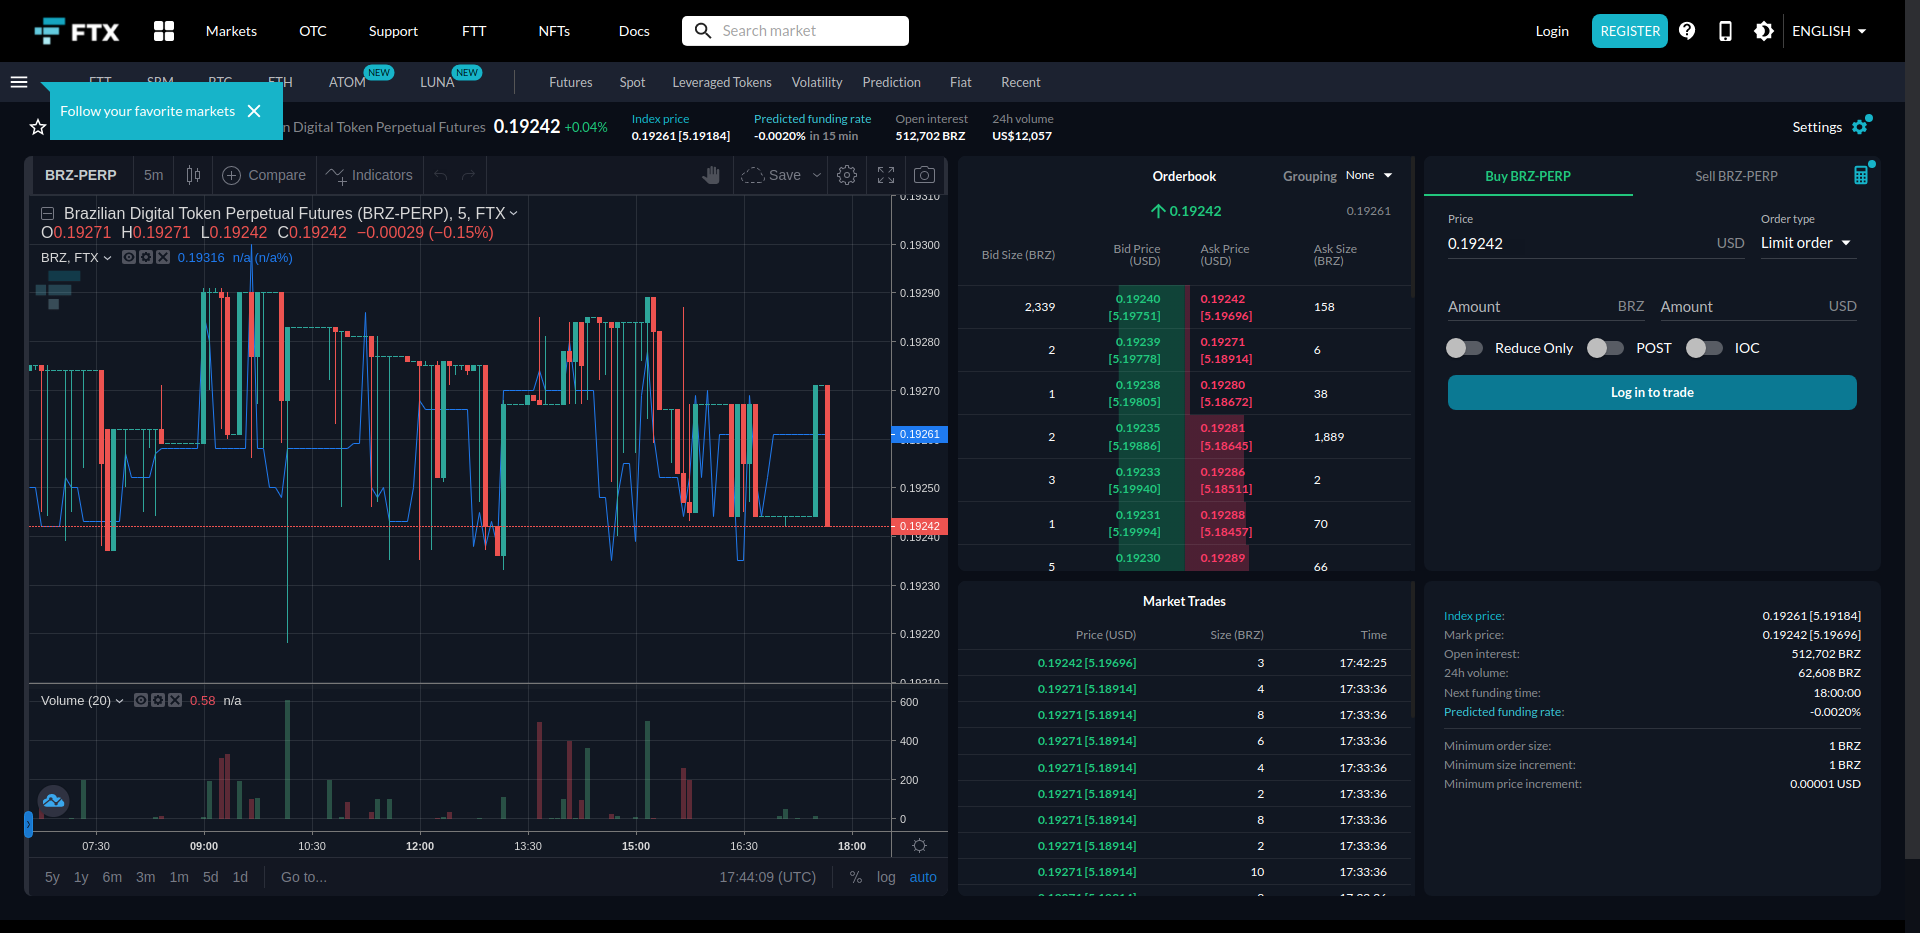 FTX
Markets
OTC
Support
FTT
NFTs
Docs
Search market
Login
REGISTER
ENGLISH
FTT
SRM
BTC
ETH
ATOM
NEW
LUNA
NEW
Futures
Spot
Leveraged Tokens
Volatility
Prediction
Fiat
Recent
Follow your favorite markets
n Digital Token Perpetual Futures
0.19242
+0.04%
Index price
0.19261 [5.19184]
Predicted funding rate
-0.0020% in 15 min
Open interest
512,702 BRZ
24h volume
US$12,057
Settings
BRZ-PERP
5m
Compare
Indicators
Save
Brazilian Digital Token Perpetual Futures (BRZ-PERP), 5, FTX
O0.19271 H0.19271 L0.19242 C0.19242 −0.00029 (−0.15%)
BRZ, FTX
0.19316 n/a (n/a%)
0.19310
0.19300
0.19290
0.19280
0.19270
0.19261
0.19250
0.19242
0.19240
0.19230
0.19220
0.19210
Volume (20)
0.58 n/a
600
400
200
0
07:30
09:00
10:30
12:00
13:30
15:00
16:30
18:00
5y 1y 6m 3m 1m 5d 1d
Go to...
17:44:09 (UTC)
% log auto
Orderbook
Grouping None
0.19242
0.19261
Bid Size (BRZ)
Bid Price (USD)
Ask Price (USD)
Ask Size (BRZ)
2,339 0.19240 [5.19751] 0.19242 [5.19696] 158
2 0.19239 [5.19778] 0.19271 [5.18914] 6
1 0.19238 [5.19805] 0.19280 [5.18672] 38
2 0.19235 [5.19886] 0.19281 [5.18645] 1,889
3 0.19233 [5.19940] 0.19286 [5.18511] 2
1 0.19231 [5.19994] 0.19288 [5.18457] 70
5 0.19230 0.19289 66
Market Trades
Price (USD) Size (BRZ) Time
0.19242 [5.19696] 3 17:42:25
0.19271 [5.18914] 4 17:33:36
0.19271 [5.18914] 8 17:33:36
0.19271 [5.18914] 6 17:33:36
0.19271 [5.18914] 4 17:33:36
0.19271 [5.18914] 2 17:33:36
0.19271 [5.18914] 8 17:33:36
0.19271 [5.18914] 2 17:33:36
0.19271 [5.18914] 10 17:33:36
Buy BRZ-PERP
Sell BRZ-PERP
Price
0.19242 USD
Order type
Limit order
Amount BRZ
Amount USD
Reduce Only
POST
IOC
Log in to trade
Index price: 0.19261 [5.19184]
Mark price: 0.19242 [5.19696]
Open interest: 512,702 BRZ
24h volume: 62,608 BRZ
Next funding time: 18:00:00
Predicted funding rate: -0.0020%
Minimum order size: 1 BRZ
Minimum size increment: 1 BRZ
Minimum price increment: 0.00001 USD